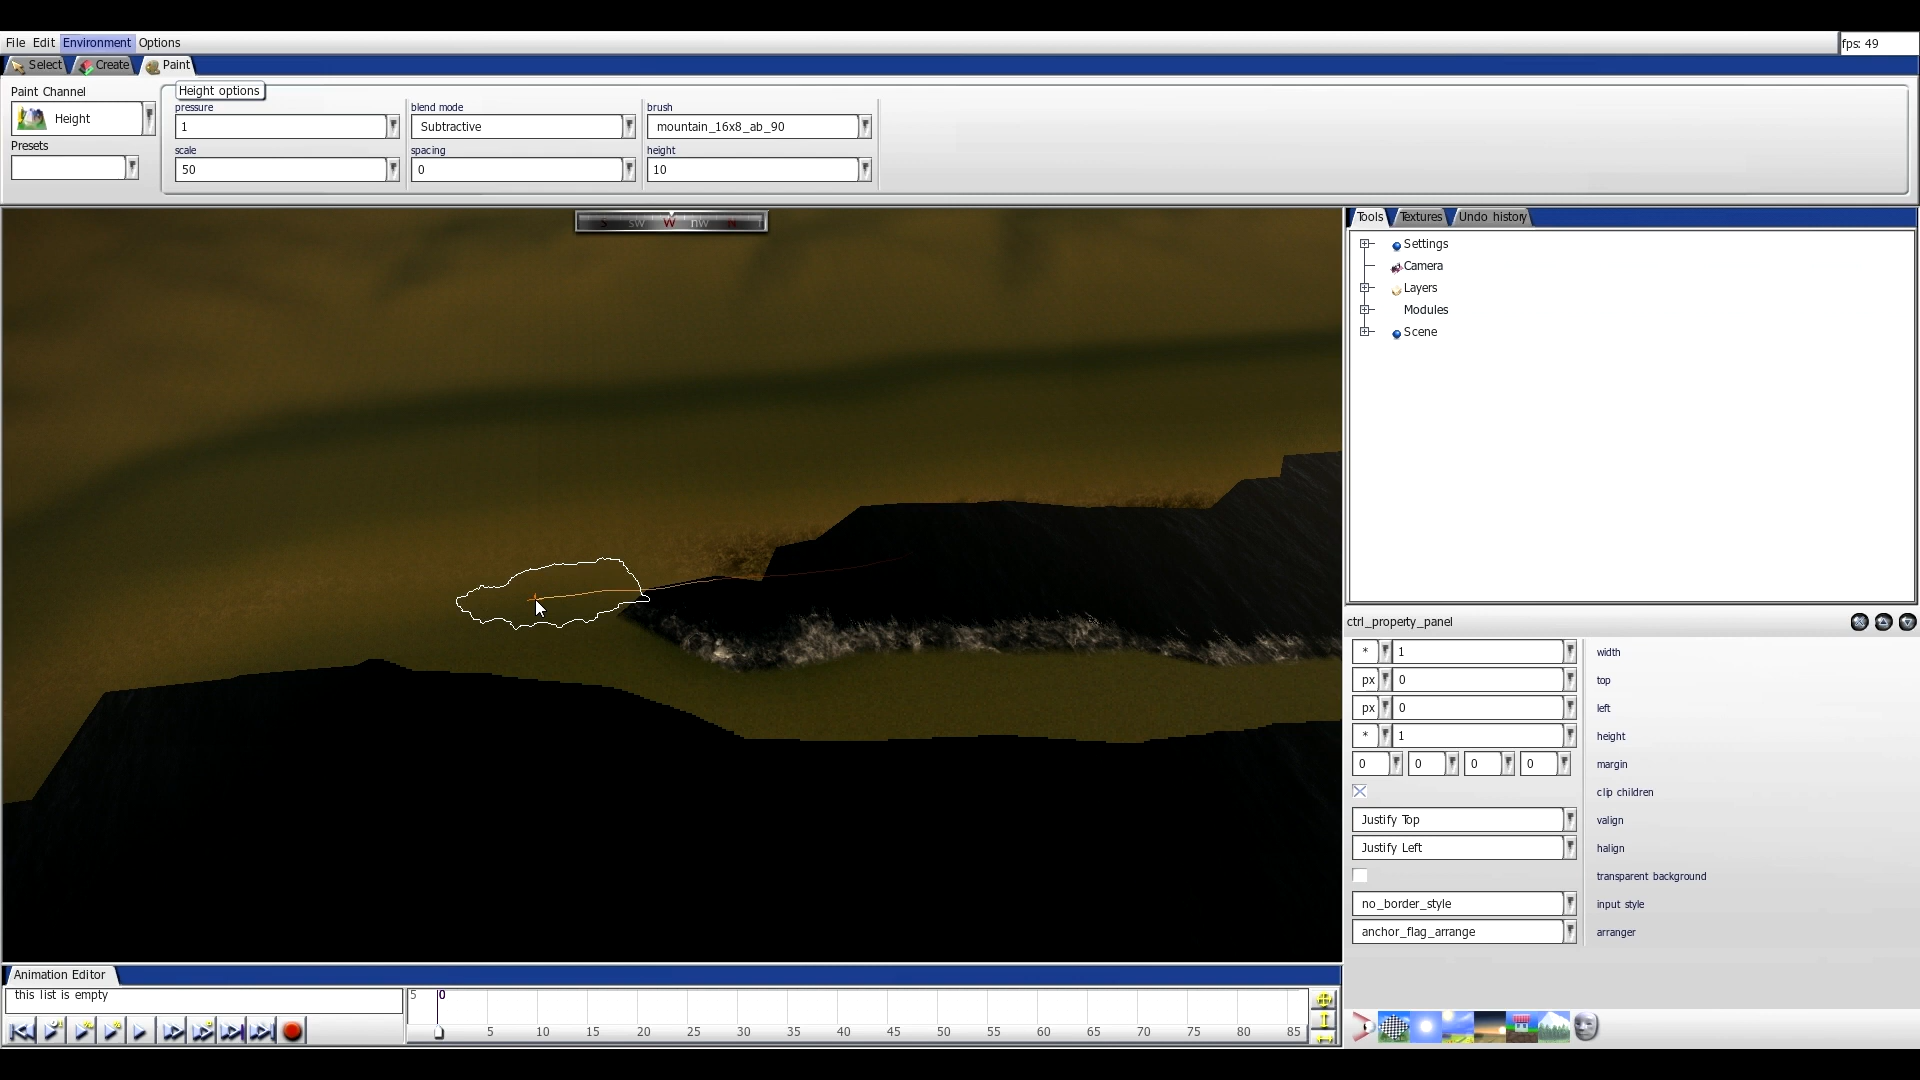 File Edit Environment Options
fps: 49
Select Create Paint
Paint Channel
Height
Presets
Height options
pressure
1
blend mode
Subtractive
brush
mountain_16x8_ab_90
scale
50
spacing
0
height
10
S SW W NW N
Tools Textures Undo history
Settings
Camera
Layers
Modules
Scene
ctrl_property_panel
* 1 width
px 0 top
px 0 left
* 1 height
0 0 0 0 margin
clip children
Justify Top valign
Justify Left halign
transparent background
no_border_style input style
anchor_flag_arrange arranger
Animation Editor
this list is empty
5 0
5 10 15 20 25 30 35 40 45 50 55 60 65 70 75 80 85